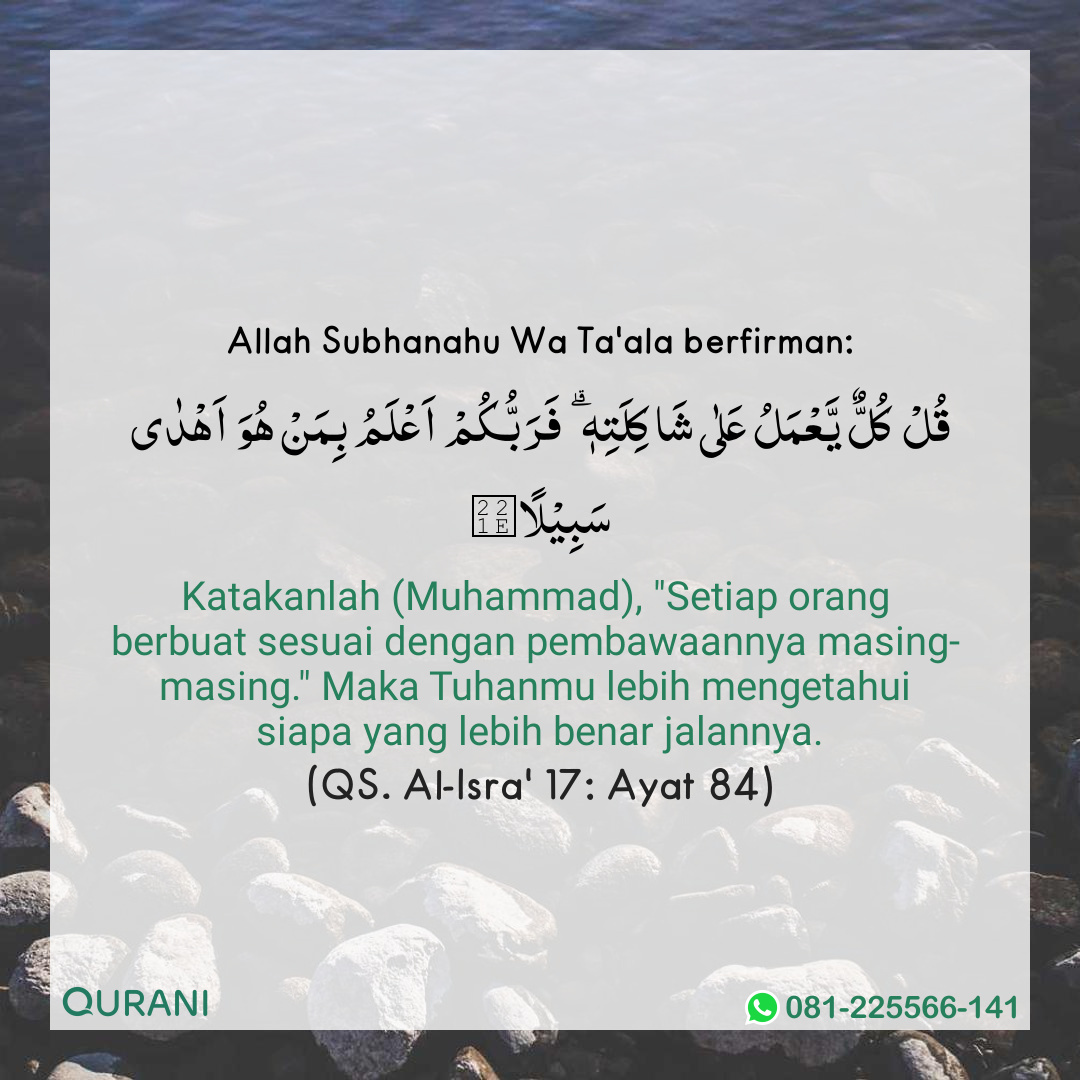 Allah Subhanahu Wa Ta'ala berfirman:
قُلْ كُلٌّ يَّعْمَلُ عَلٰى شَاكِلَتِهٖۗ فَرَبُّكُمْ اَعْلَمُ بِمَنْ هُوَ اَهْدٰى
سَبِيْلًا࢞
Katakanlah (Muhammad), "Setiap orang
berbuat sesuai dengan pembawaannya masing-
masing." Maka Tuhanmu lebih mengetahui
siapa yang lebih benar jalannya.
(QS. Al-Isra' 17: Ayat 84)
QURANI
081-225566-141